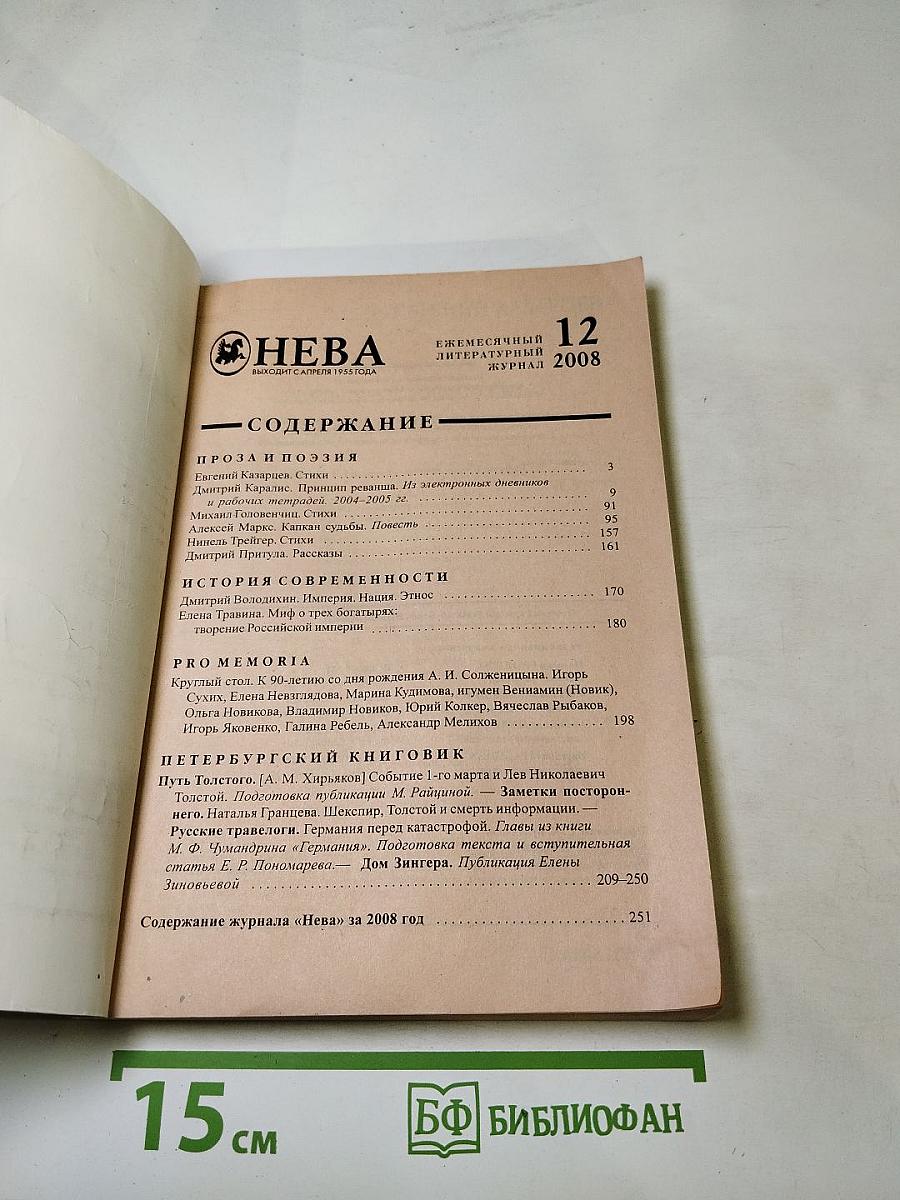 НЕВА
ВЫХОДИТ С АПРЕЛЯ 1955 ГОДА
ЕЖЕМЕСЯЧНЫЙ
ЛИТЕРАТУРНЫЙ
ЖУРНАЛ
12
2008
СОДЕРЖАНИЕ
ПРОЗА И ПОЭЗИЯ
Евгений Казарцев. Стихи 3
Дмитрий Каралис. Принцип реванша. Из электронных дневников
и рабочих тетрадей. 2004–2005 гг. 9
Михаил Головенчиц. Стихи 91
Алексей Маркс. Капкан судьбы. Повесть 95
Нинель Трейгер. Стихи 157
Дмитрий Притула. Рассказы 161
ИСТОРИЯ СОВРЕМЕННОСТИ
Дмитрий Володихин. Империя. Нация. Этнос 170
Елена Травина. Миф о трех богатырях:
творение Российской империи 180
PRO MEMORIA
Круглый стол. К 90-летию со дня рождения А. И. Солженицына. Игорь
Сухих, Елена Невзглядова, Марина Кудимова, игумен Вениамин (Новик),
Ольга Новикова, Владимир Новиков, Юрий Колкер, Вячеслав Рыбаков,
Игорь Яковенко, Галина Ребель, Александр Мелихов 198
ПЕТЕРБУРГСКИЙ КНИГОВИК
Путь Толстого. [А. М. Хирьяков] Событие 1-го марта и Лев Николаевич
Толстой. Подготовка публикации М. Райциной. — Заметки посторон-
него. Наталья Гранцева. Шекспир, Толстой и смерть информации. —
Русские травелоги. Германия перед катастрофой. Главы из книги
М. Ф. Чумандрина «Германия». Подготовка текста и вступительная
статья Е. Р. Пономарева.— Дом Зингера. Публикация Елены
Зиновьевой 209–250
Содержание журнала «Нева» за 2008 год 251
15 см
БФ БИБЛИОФАН